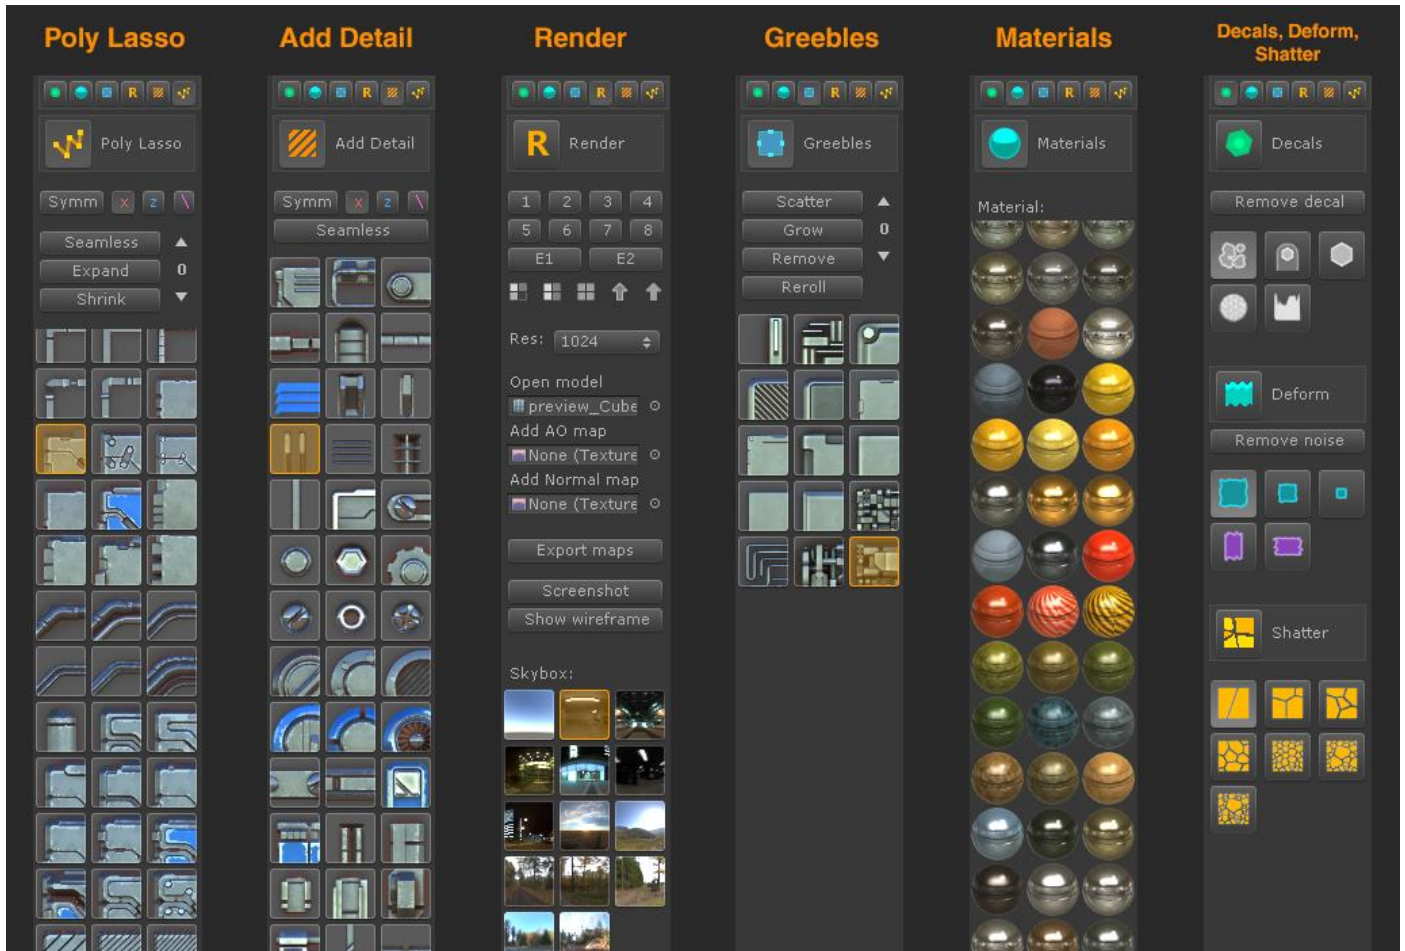 Poly Lasso
Add Detail
Render
Greebles
Materials
Decals, Deform,
Shatter
R
Poly Lasso
Symm
X
Z
\
Seamless
Expand
0
Shrink
R
Add Detail
Symm
X
Z
\
Seamless
R
R
Render
1
2
3
4
5
6
7
8
E1
E2
Res:
1024
Open model
preview_Cube
Add AO map
None (Texture
Add Normal map
None (Texture
Export maps
Screenshot
Show wireframe
Skybox:
R
Greebles
Scatter
Grow
0
Remove
Reroll
R
Materials
Material:
R
Decals
Remove decal
Deform
Remove noise
Shatter